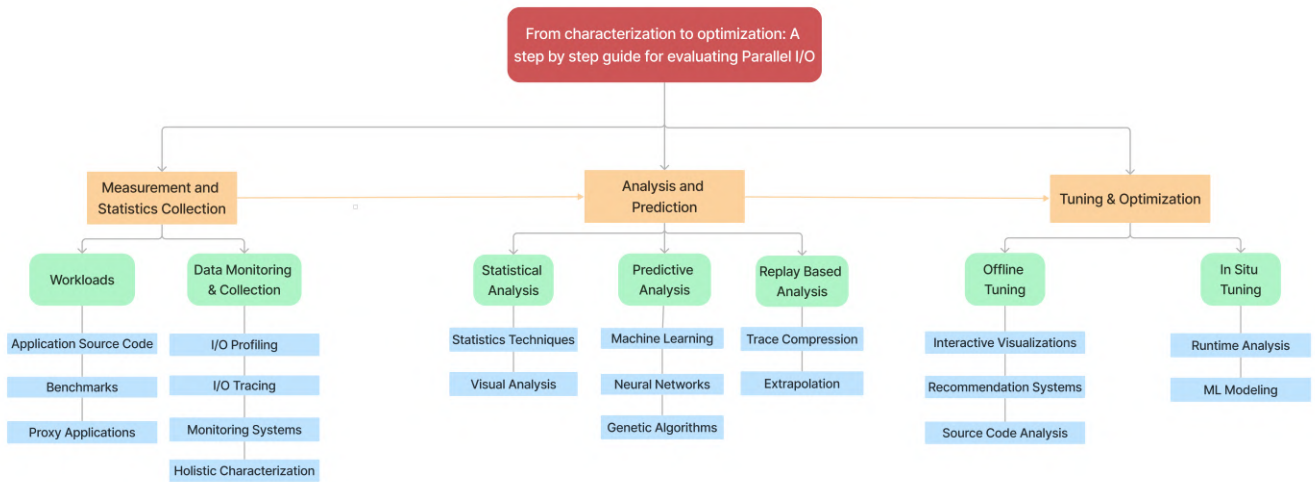 From characterization to optimization: A
step by step guide for evaluating Parallel I/O
Measurement and
Statistics Collection
Analysis and
Prediction
Tuning & Optimization
Workloads
Data Monitoring
& Collection
Statistical
Analysis
Predictive
Analysis
Replay Based
Analysis
Offline
Tuning
In Situ
Tuning
Application Source Code
Benchmarks
Proxy Applications
I/O Profiling
I/O Tracing
Monitoring Systems
Holistic Characterization
Statistics Techniques
Visual Analysis
Machine Learning
Neural Networks
Genetic Algorithms
Trace Compression
Extrapolation
Interactive Visualizations
Recommendation Systems
Source Code Analysis
Runtime Analysis
ML Modeling